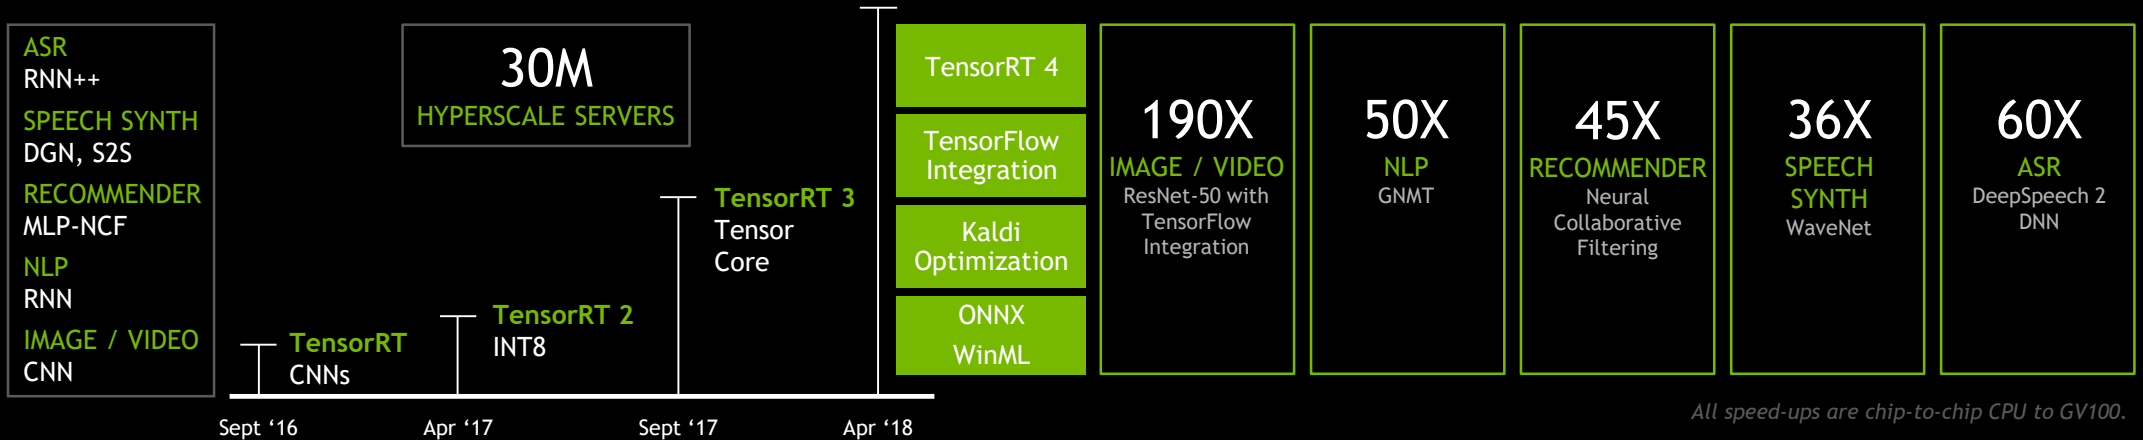 ASR
RNN++
SPEECH SYNTH
DGN, S2S
RECOMMENDER
MLP-NCF
NLP
RNN
IMAGE / VIDEO
CNN
30M
HYPERSCALE SERVERS
TensorRT
CNNs
TensorRT 2
INT8
TensorRT 3
Tensor
Core
Sept ‘16
Apr ‘17
Sept ‘17
Apr ‘18
TensorRT 4
TensorFlow
Integration
Kaldi
Optimization
ONNX
WinML
190X
IMAGE / VIDEO
ResNet-50 with
TensorFlow
Integration
50X
NLP
GNMT
45X
RECOMMENDER
Neural
Collaborative
Filtering
36X
SPEECH
SYNTH
WaveNet
60X
ASR
DeepSpeech 2
DNN
All speed-ups are chip-to-chip CPU to GV100.